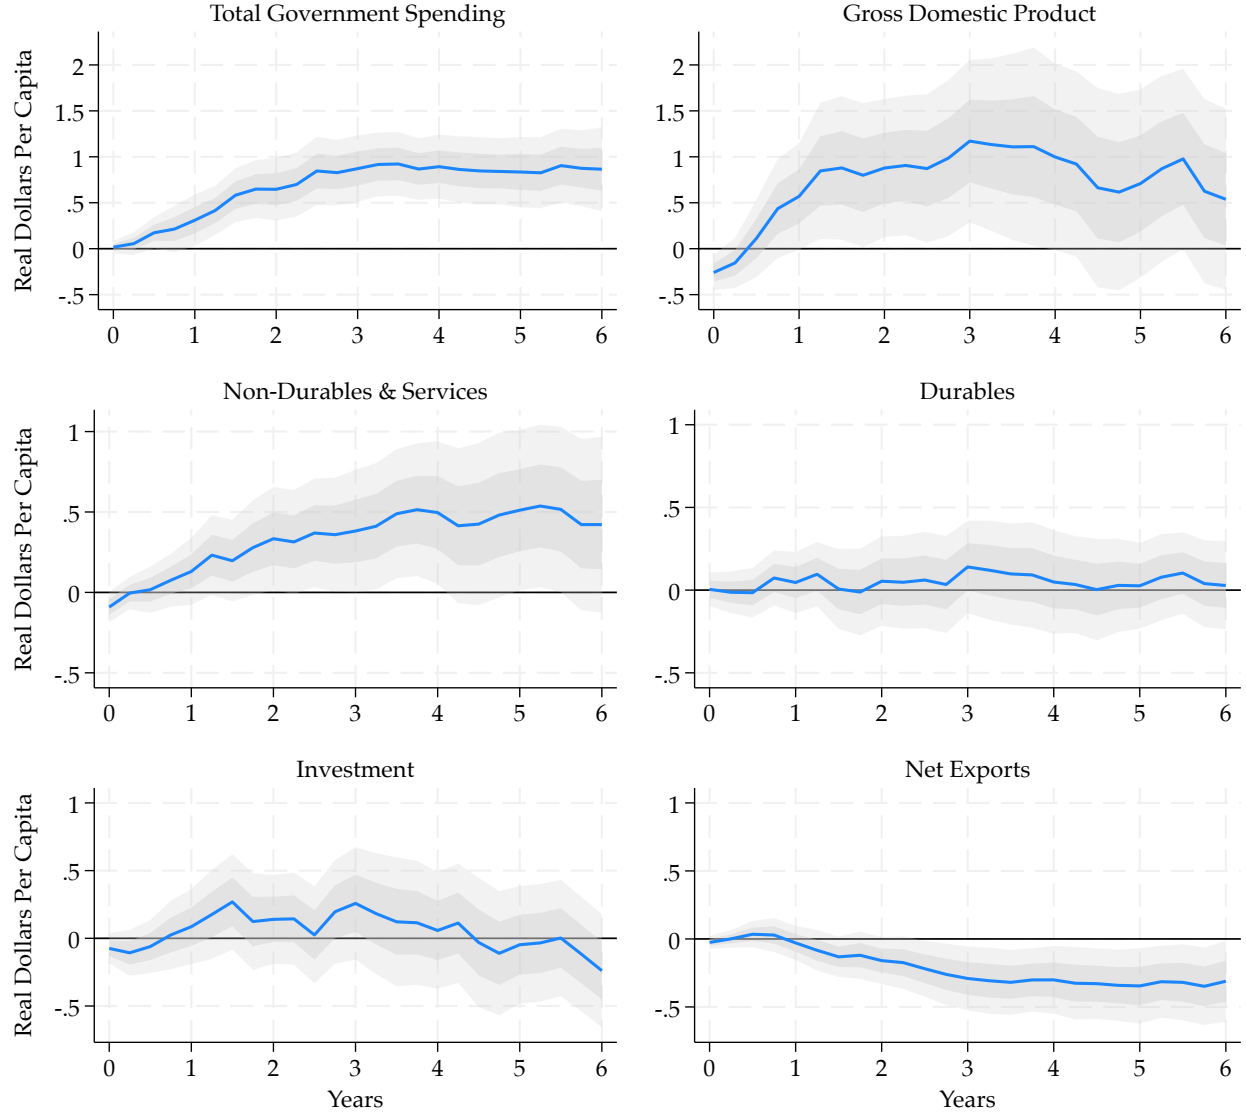 Total Government Spending
Gross Domestic Product
Real Dollars Per Capita
2
1.5
1
.5
0
-.5
0 1 2 3 4 5 6
2
1.5
1
.5
0
-.5
0 1 2 3 4 5 6
Non-Durables & Services
Durables
Real Dollars Per Capita
1
.5
0
-.5
0 1 2 3 4 5 6
1
.5
0
-.5
0 1 2 3 4 5 6
Investment
Net Exports
Real Dollars Per Capita
1
.5
0
-.5
0 1 2 3 4 5 6
Years
1
.5
0
-.5
0 1 2 3 4 5 6
Years